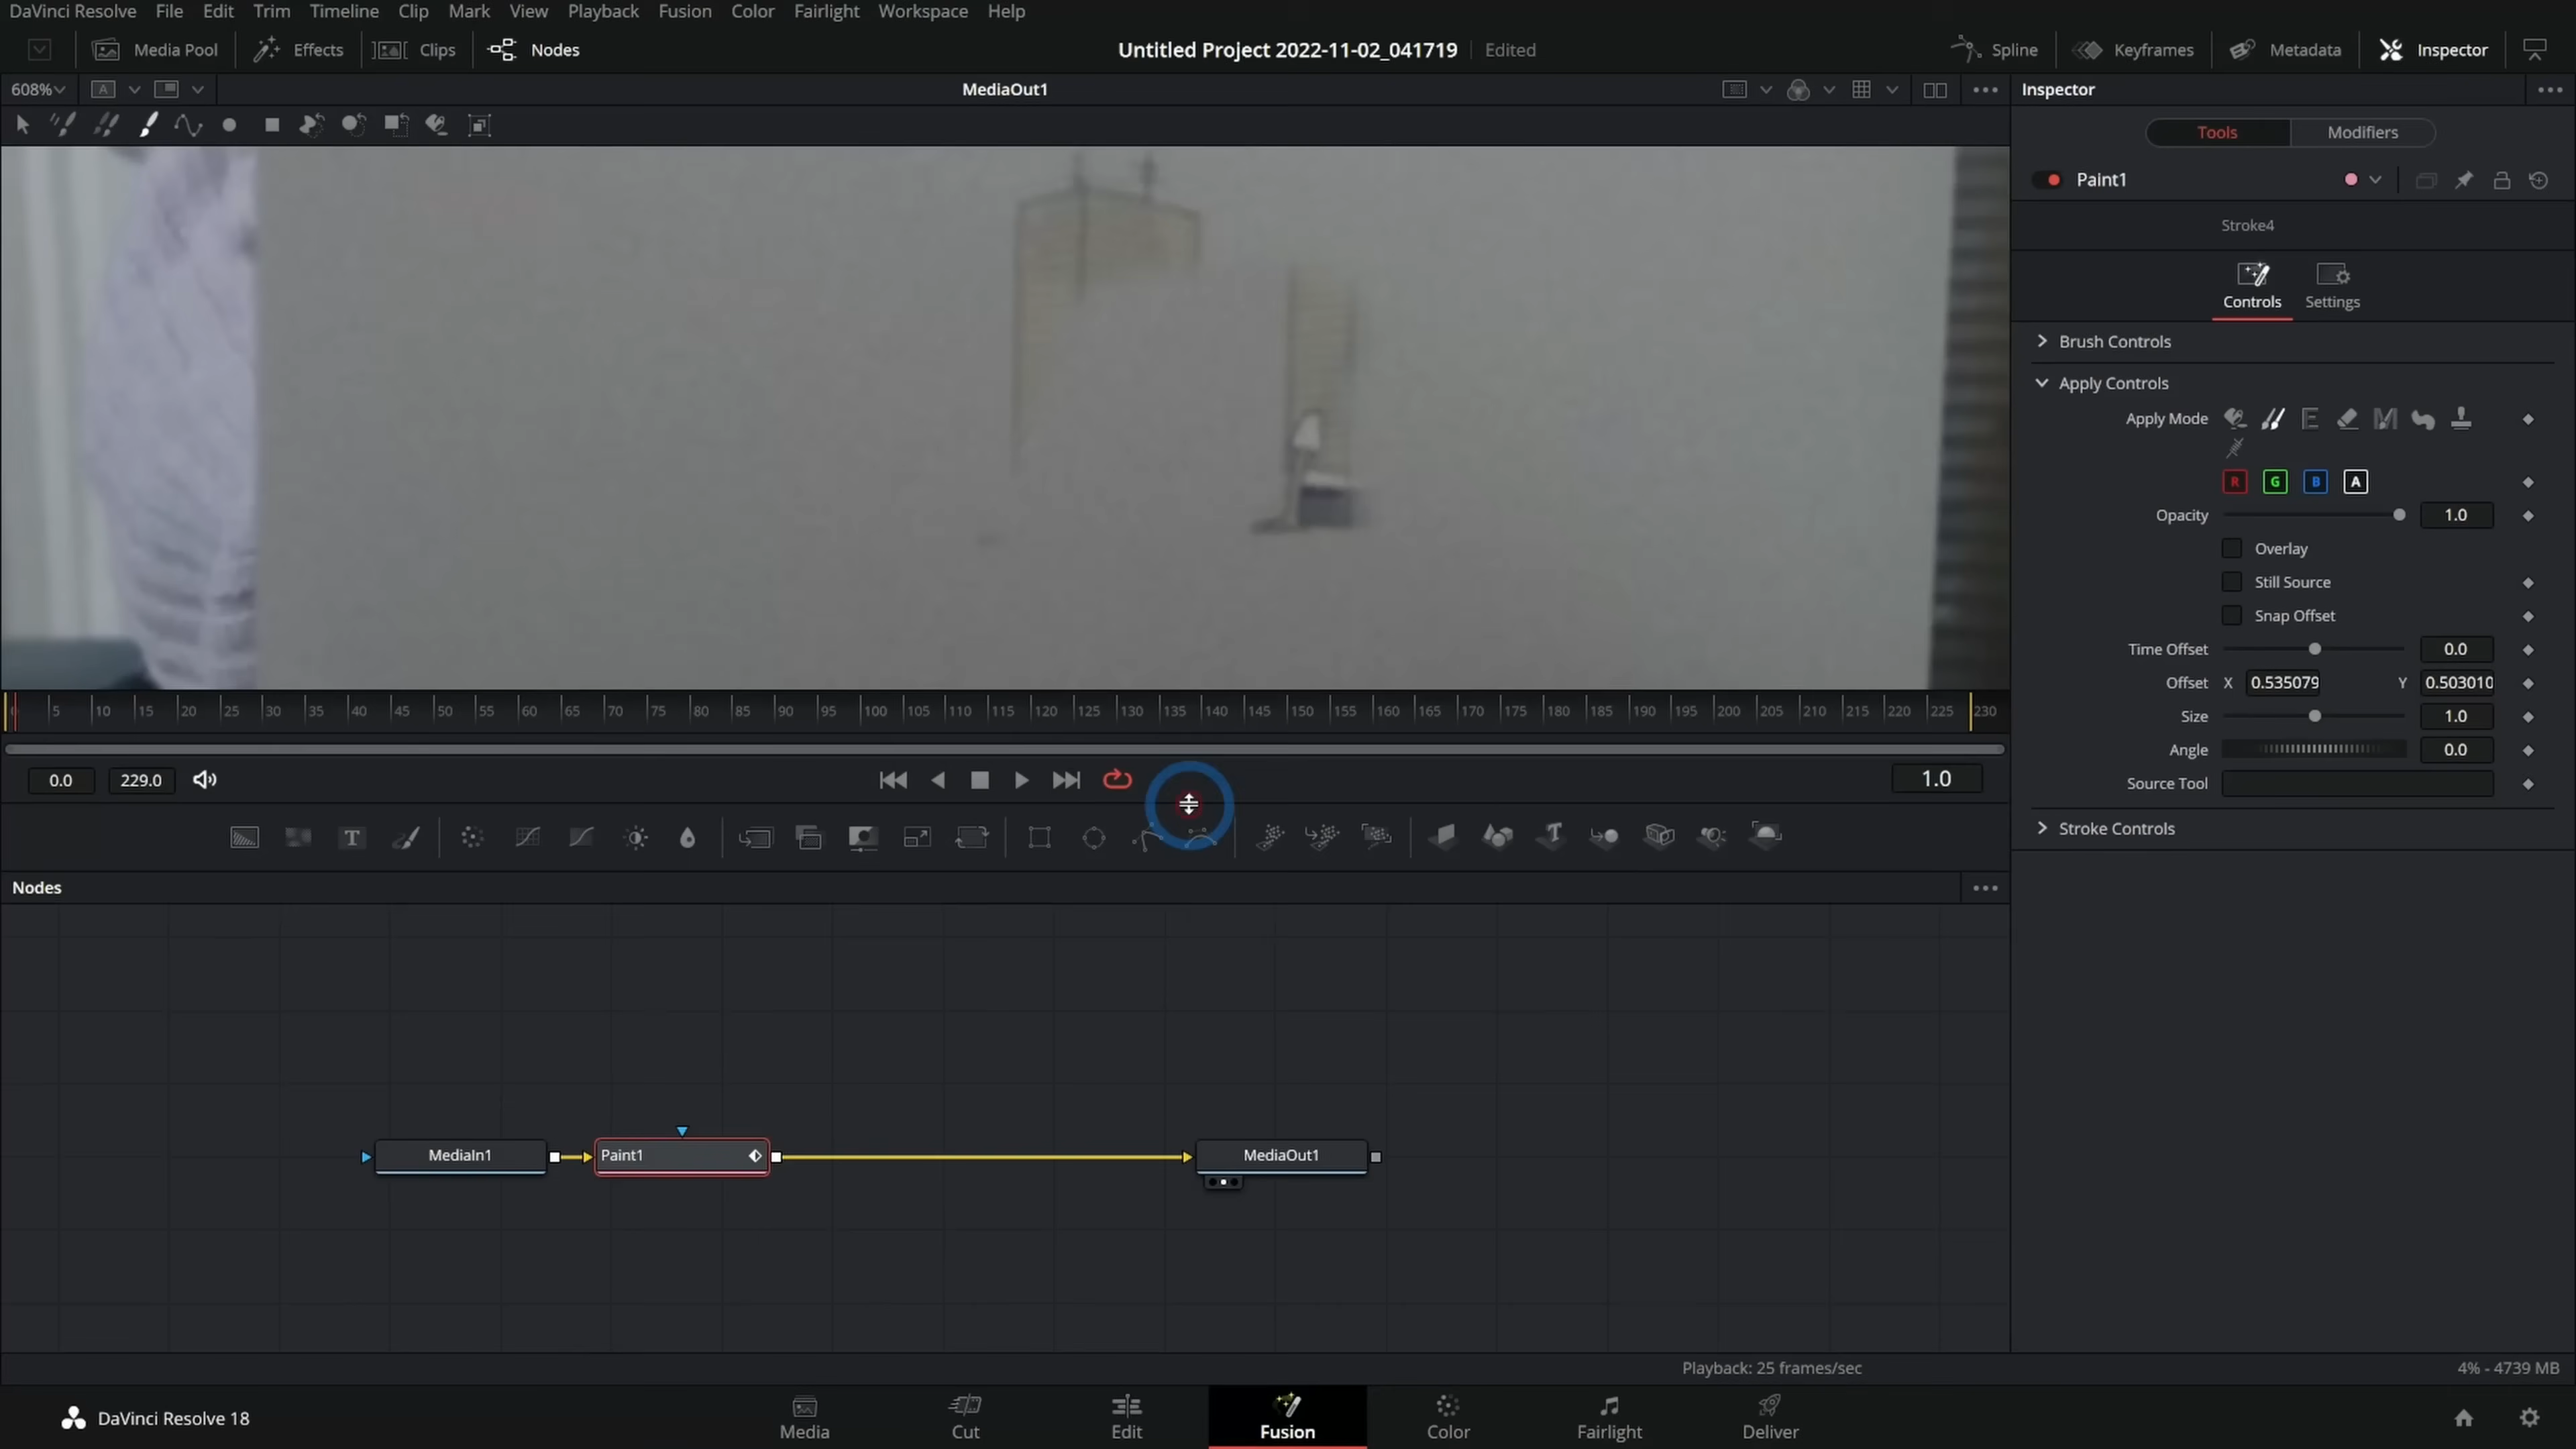 DaVinci Resolve File Edit Trim Timeline Clip Mark View Playback Fusion Color Fairlight Workspace Help
Media Pool Effects Clips Nodes Untitled Project 2022-11-02_041719 Edited Spline Keyframes Metadata Inspector
608% A MediaOut1 Inspector
Tools Modifiers
Paint1
Stroke4
Controls Settings
Brush Controls
Apply Controls
Apply Mode
R G B A
Opacity 1.0
Overlay
Still Source
Snap Offset
Time Offset 0.0
Offset X 0.535079 Y 0.503010
Size 1.0
Angle 0.0
Source Tool
Stroke Controls
0 5 10 15 20 25 30 35 40 45 50 55 60 65 70 75 80 85 90 95 100 105 110 115 120 125 130 135 140 145 150 155 160 165 170 175 180 185 190 195 200 205 210 215 220 225 230
0.0 229.0 1.0
T
Nodes
MediaIn1 Paint1 MediaOut1
Playback: 25 frames/sec 4% - 4739 MB
DaVinci Resolve 18 Media Cut Edit Fusion Color Fairlight Deliver